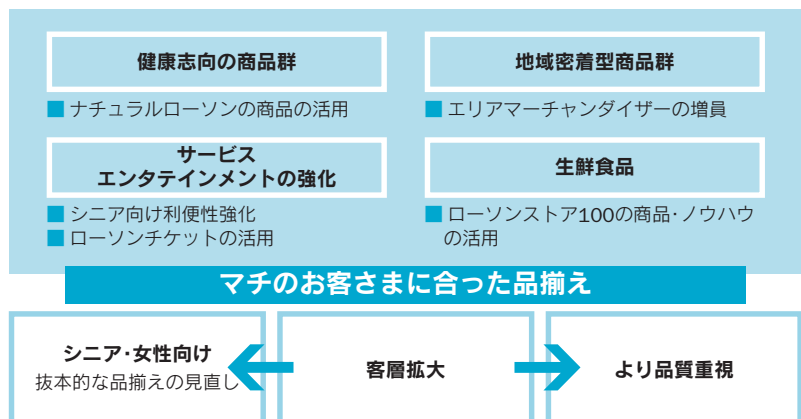 健康志向の商品群
■ ナチュラルローソンの商品の活用
地域密着型商品群
■ エリアマーチャンダイザーの増員
サービス
エンタテインメントの強化
■ シニア向け利便性強化
■ ローソンチケットの活用
生鮮食品
■ ローソンストア100の商品･ノウハウ
の活用
マチのお客さまに合った品揃え
シニア･女性向け
抜本的な品揃えの見直し
客層拡大
より品質重視